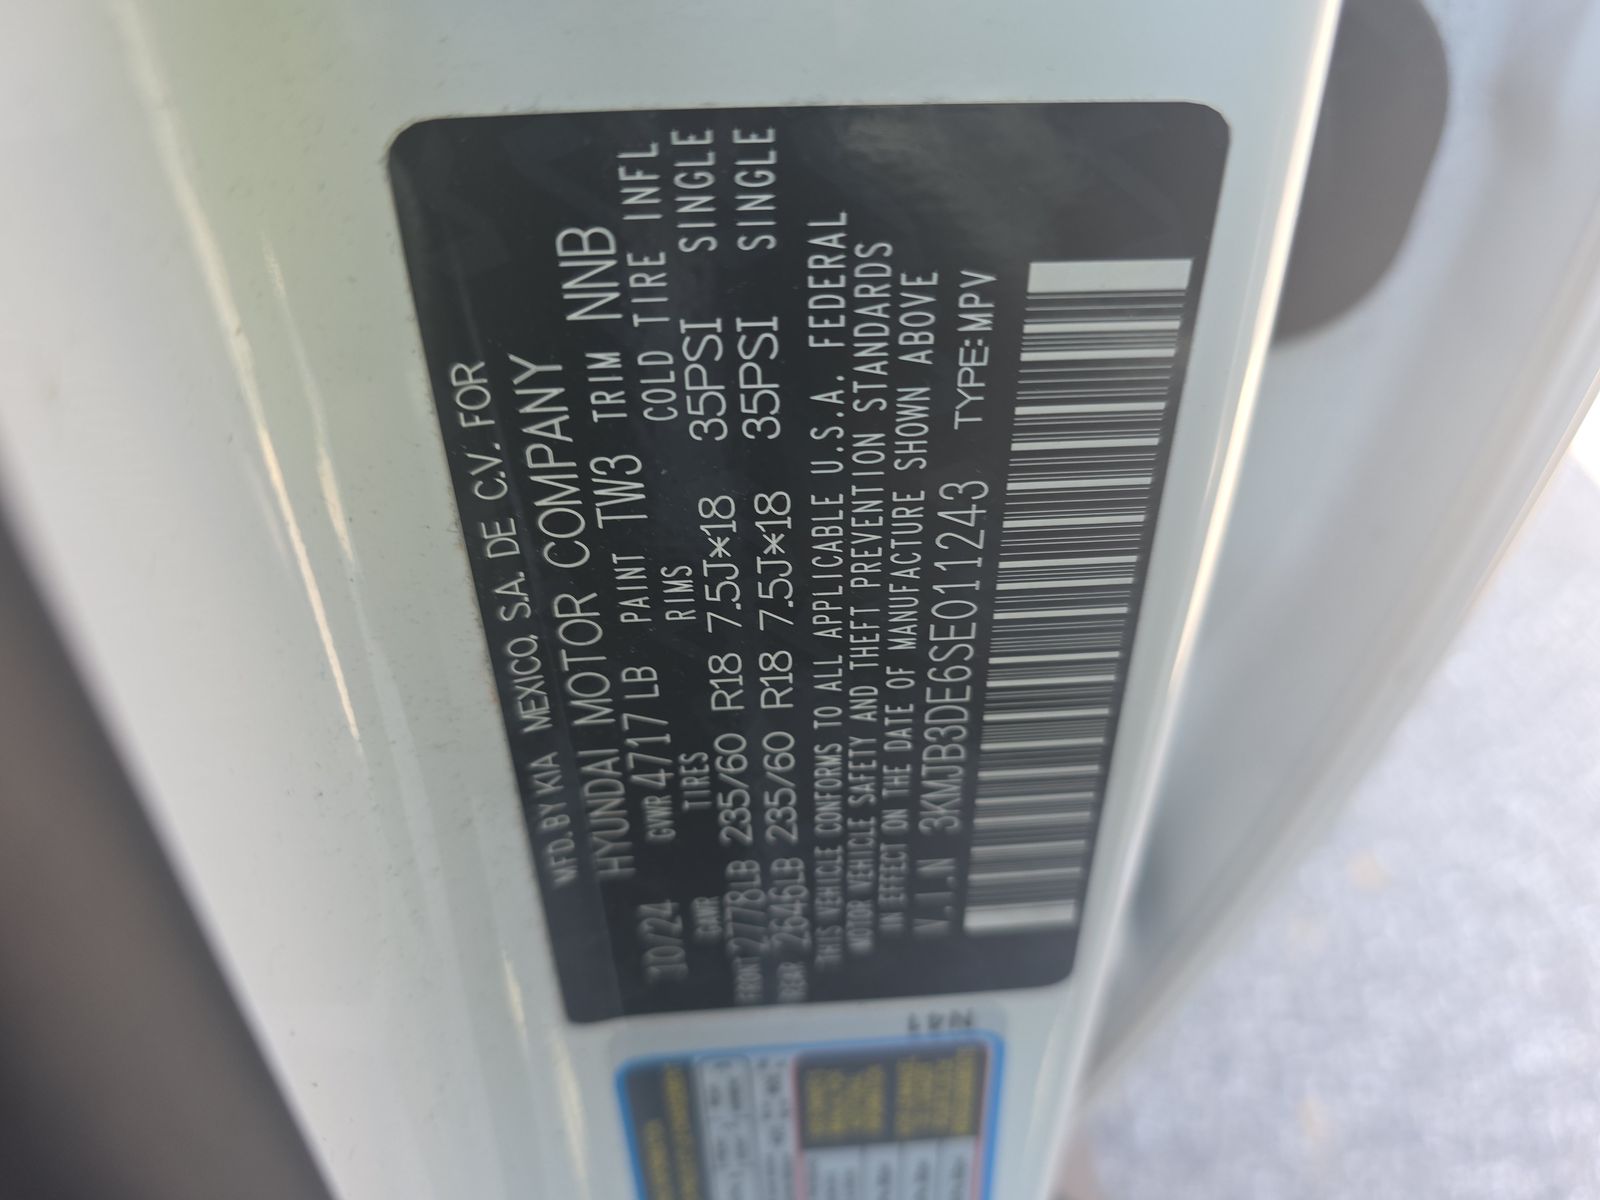 MFD. BY KIA MEXICO, S.A. DE C.V. FOR
HYUNDAI MOTOR COMPANY
10/24 GVWR 4717 LB PAINT TW3 TRIM NNB
GAWR TIRES RIMS COLD TIRE INFL
FRONT 2778LB 235/60 R18 7.5J*18 35PSI SINGLE
REAR 2646LB 235/60 R18 7.5J*18 35PSI SINGLE
THIS VEHICLE CONFORMS TO ALL APPLICABLE U.S.A. FEDERAL
MOTOR VEHICLE SAFETY AND THEFT PREVENTION STANDARDS
IN EFFECT ON THE DATE OF MANUFACTURE SHOWN ABOVE
V.I.N 3KMJB3DE6SE011243 TYPE:MPV